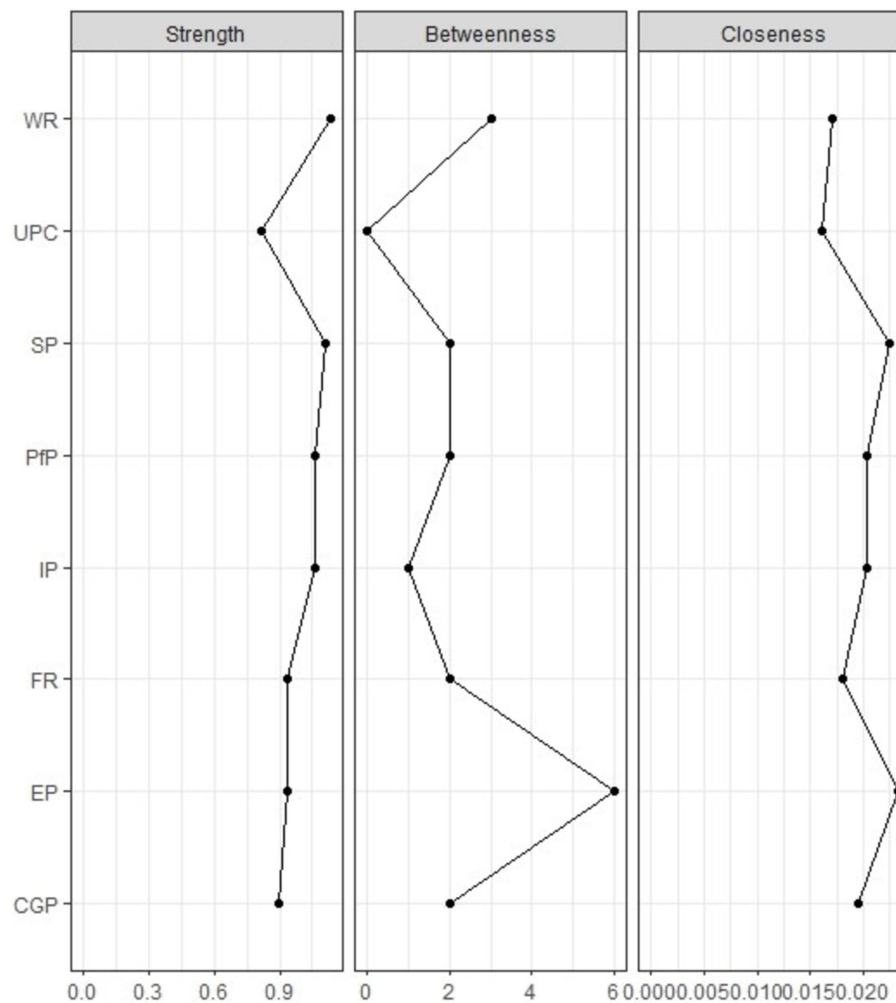 Strength Betweenness Closeness
WR
UPC
SP
PfP
IP
FR
EP
CGP
0.0 0.3 0.6 0.9 0 2 4 6 0.000 0.005 0.010 0.015 0.020